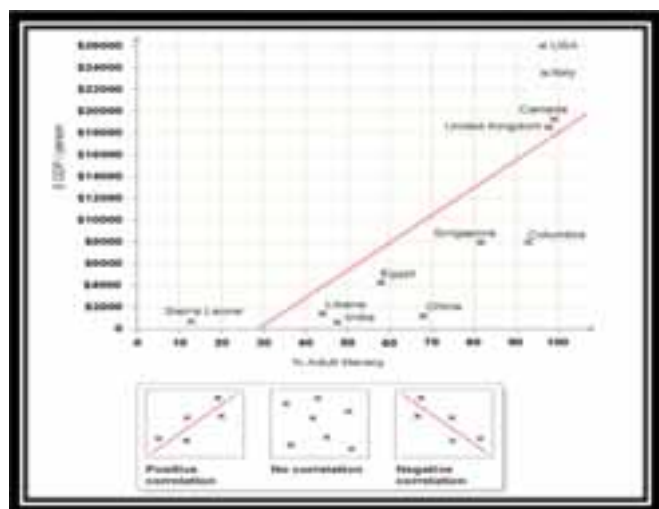 $26000
$24000
$22000
$20000
$18000
$16000
$14000
$12000
$10000
$8000
$6000
$4000
$2000
0
$ GDP / person
USA
Italy
Canada
United Kingdom
Singapore
Columbia
Egypt
Liberia
India
China
Sierra Leone
0 10 20 30 40 50 60 70 80 90 100
% Adult literacy
Positive
correlation
No correlation
Negative
correlation